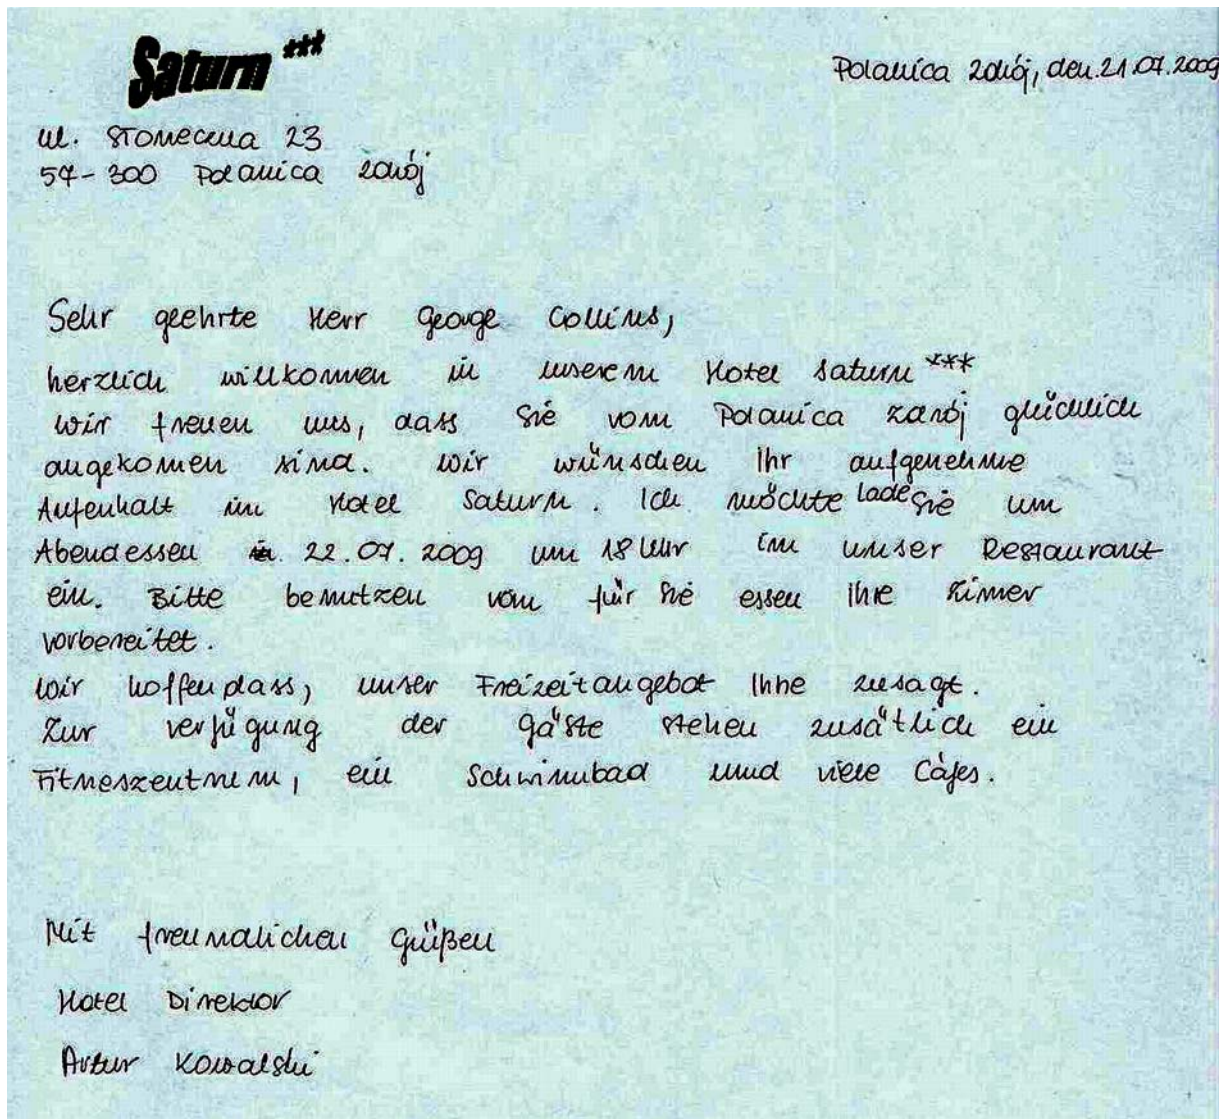 Saturn ***
Polanica Zdrój, den 21.07.2009
ul. Słoneczna 23
57-300 Polanica Zdrój
Sehr geehrte Herr George Collins,
herzlich willkommen in unserem Hotel Saturn ***
wir freuen uns, dass Sie vom Polanica Zdrój glücklich
angekomen sind. Wir wünschen Ihr aufgenehme
Aufenhalt im Hotel Saturn. Ich möchte lade Sie um
Abendessen 22.07.2009 um 18 Uhr im unser Restaurant
ein. Bitte benutzen vom für Sie essen ihre Zimer
vorbereitet.
Wir hoffen dass, unser Freizeitangebot Ihne zusagt.
Zur verfügung der Gäste stehen zusätlich ein
Fitneszentrem, ein Schwimbad und viele Cafes.
Mit freundlichen Grüßen
Hotel Direktor
Artur Kowalski